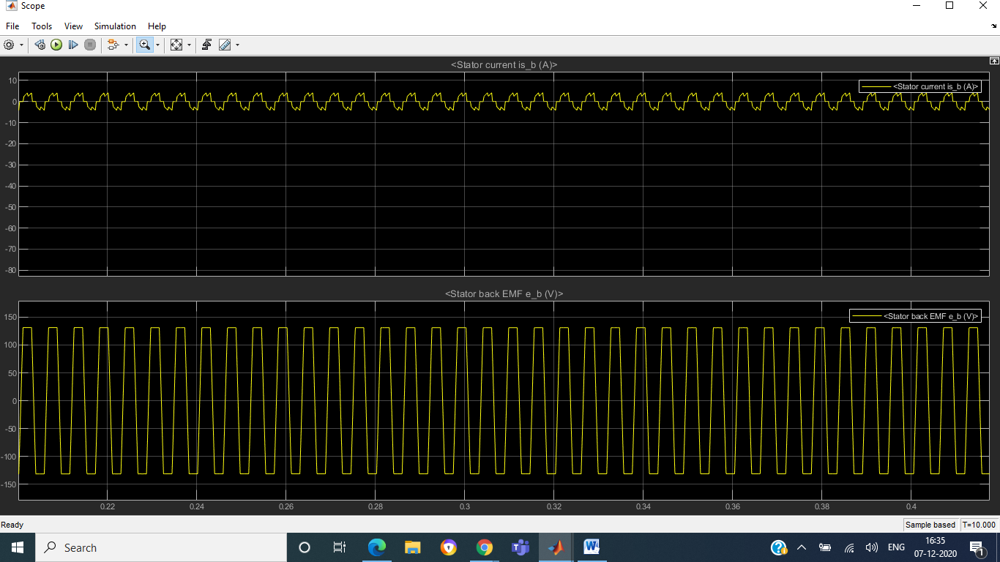 Scope
File Tools View Simulation Help
<Stator current is_b (A)>
<Stator current is_b (A)>
10
0
-10
-20
-30
-40
-50
-60
-70
-80
<Stator back EMF e_b (V)>
<Stator back EMF e_b (V)>
150
100
50
0
-50
-100
-150
0.22 0.24 0.26 0.28 0.3 0.32 0.34 0.36 0.38 0.4
Ready
Sample based T=10.000
Search
ENG
16:35
07-12-2020
1